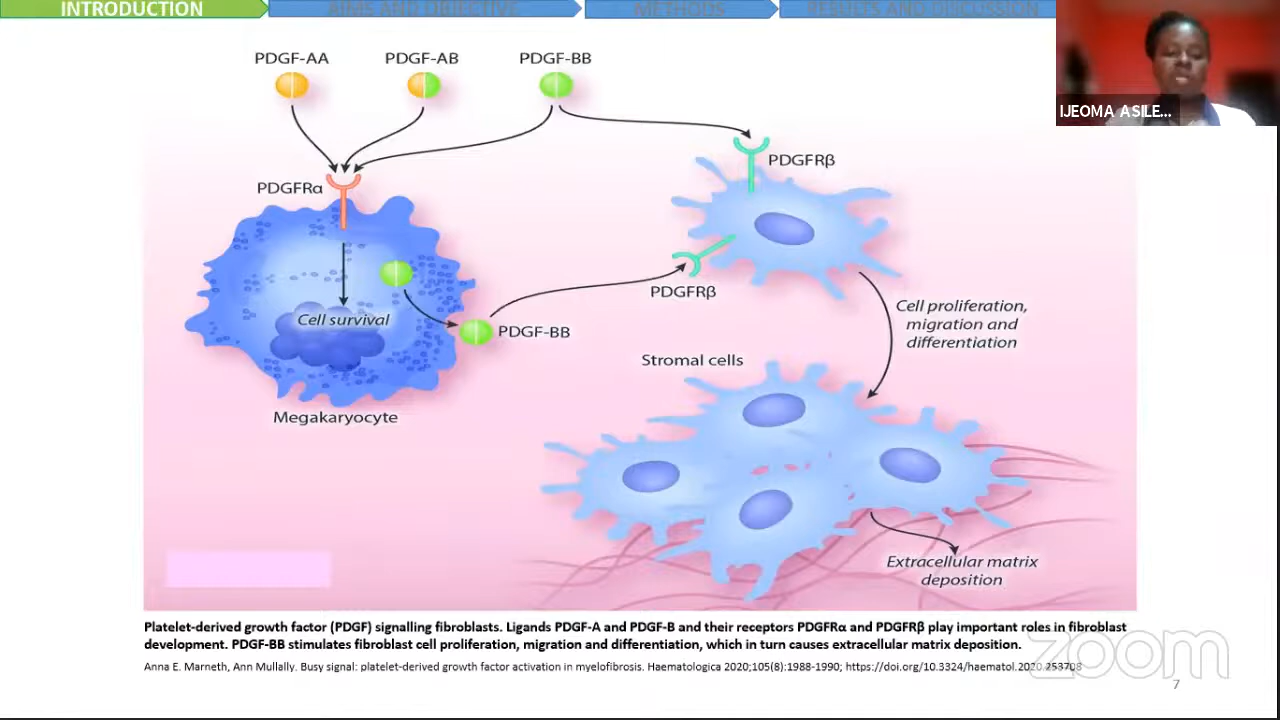 INTRODUCTION
AIMS AND OBJECTIVE
METHODS
RESULTS AND DISCUSSION
IJEOMA ASILE...
PDGF-AA
PDGF-AB
PDGF-BB
PDGFRβ
PDGFRα
PDGFRβ
Cell proliferation,
migration and
differentiation
Cell survival
PDGF-BB
Stromal cells
Megakaryocyte
Extracellular matrix
deposition
Platelet-derived growth factor (PDGF) signalling fibroblasts. Ligands PDGF-A and PDGF-B and their receptors PDGFRα and PDGFRβ play important roles in fibroblast
development. PDGF-BB stimulates fibroblast cell proliferation, migration and differentiation, which in turn causes extracellular matrix deposition.
Anna E. Marneth, Ann Mullally. Busy signal: platelet-derived growth factor activation in myelofibrosis. Haematologica 2020;105(8):1988-1990; https://doi.org/10.3324/haematol.2020.253708
zoom
7